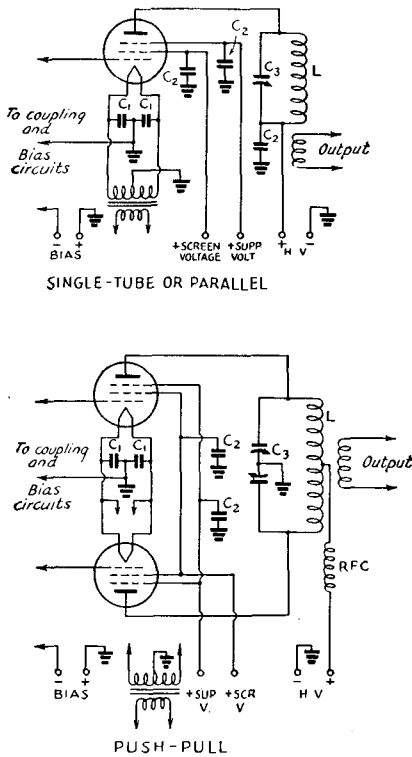 C2
C2
C3
L
C1 C1
C2
To coupling
and
Bias
circuits
Output
- +
BIAS
+SCREEN
VOLTAGE
+SUPP
VOLT
+ -
H V
SINGLE-TUBE OR PARALLEL
L
To coupling
and
Bias
circuits
C1 C1
C2
C3
Output
C2
RFC
- +
BIAS
+SUP
V.
+SCR
V
- +
H V
PUSH-PULL